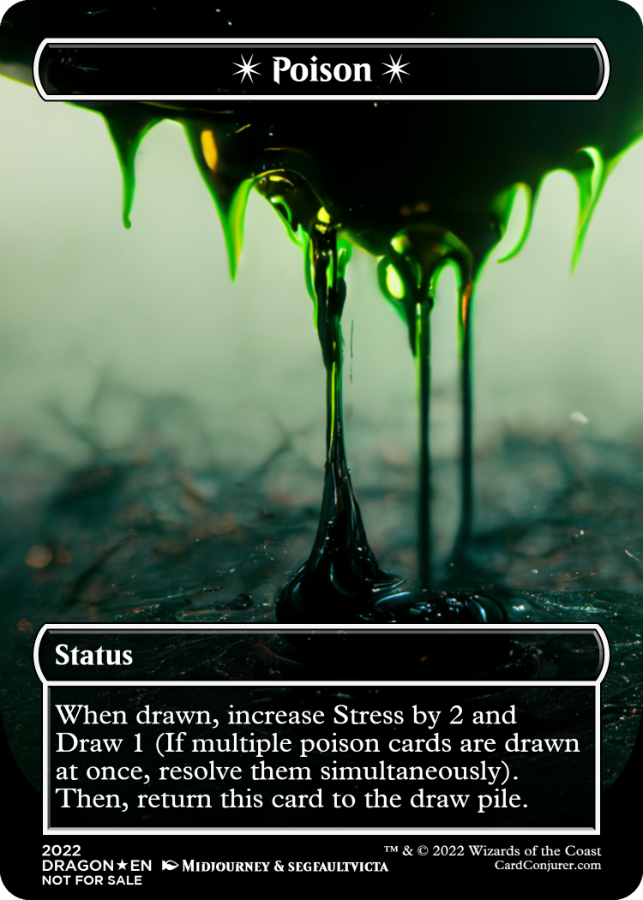 Poison
Status
When drawn, increase Stress by 2 and
Draw 1 (If multiple poison cards are drawn
at once, resolve them simultaneously).
Then, return this card to the draw pile.
2022
DRAGON★EN MIDJOURNEY & SEGFAULTVICTA
NOT FOR SALE
™ & © 2022 Wizards of the Coast
CardConjurer.com